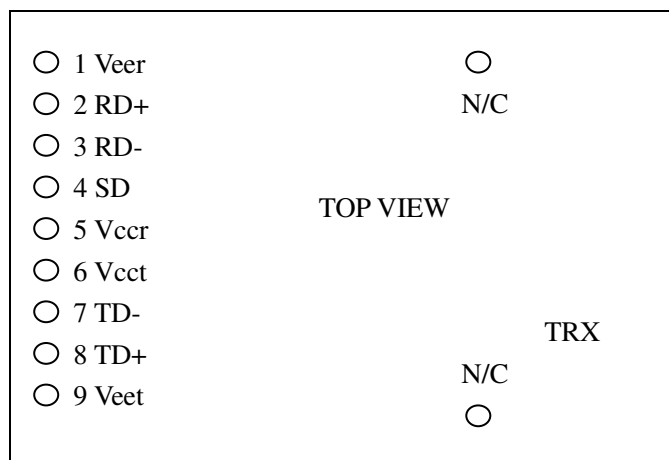 1 Veer
2 RD+
3 RD-
4 SD
5 Vccr
6 Vcct
7 TD-
8 TD+
9 Veet
N/C
TOP VIEW
TRX
N/C